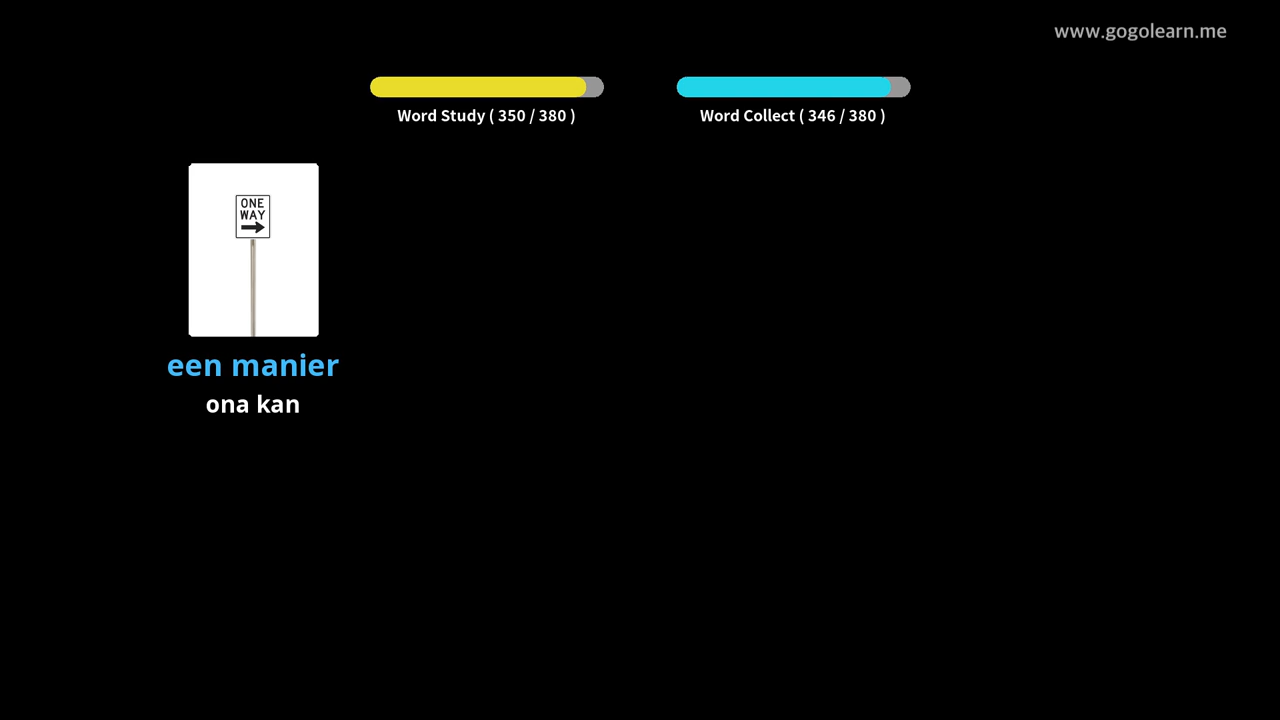 www.gogolearn.me
Word Study ( 350 / 380 )
Word Collect ( 346 / 380 )
ONE
WAY
een manier
ona kan